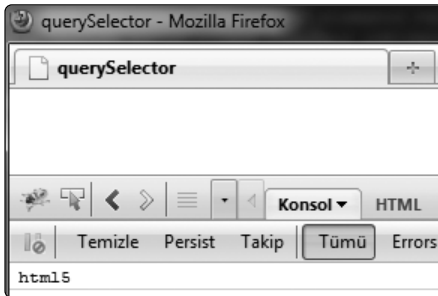 querySelector - Mozilla Firefox
querySelector
Konsol HTML
Temizle Persist Takip Tümü Errors
html5